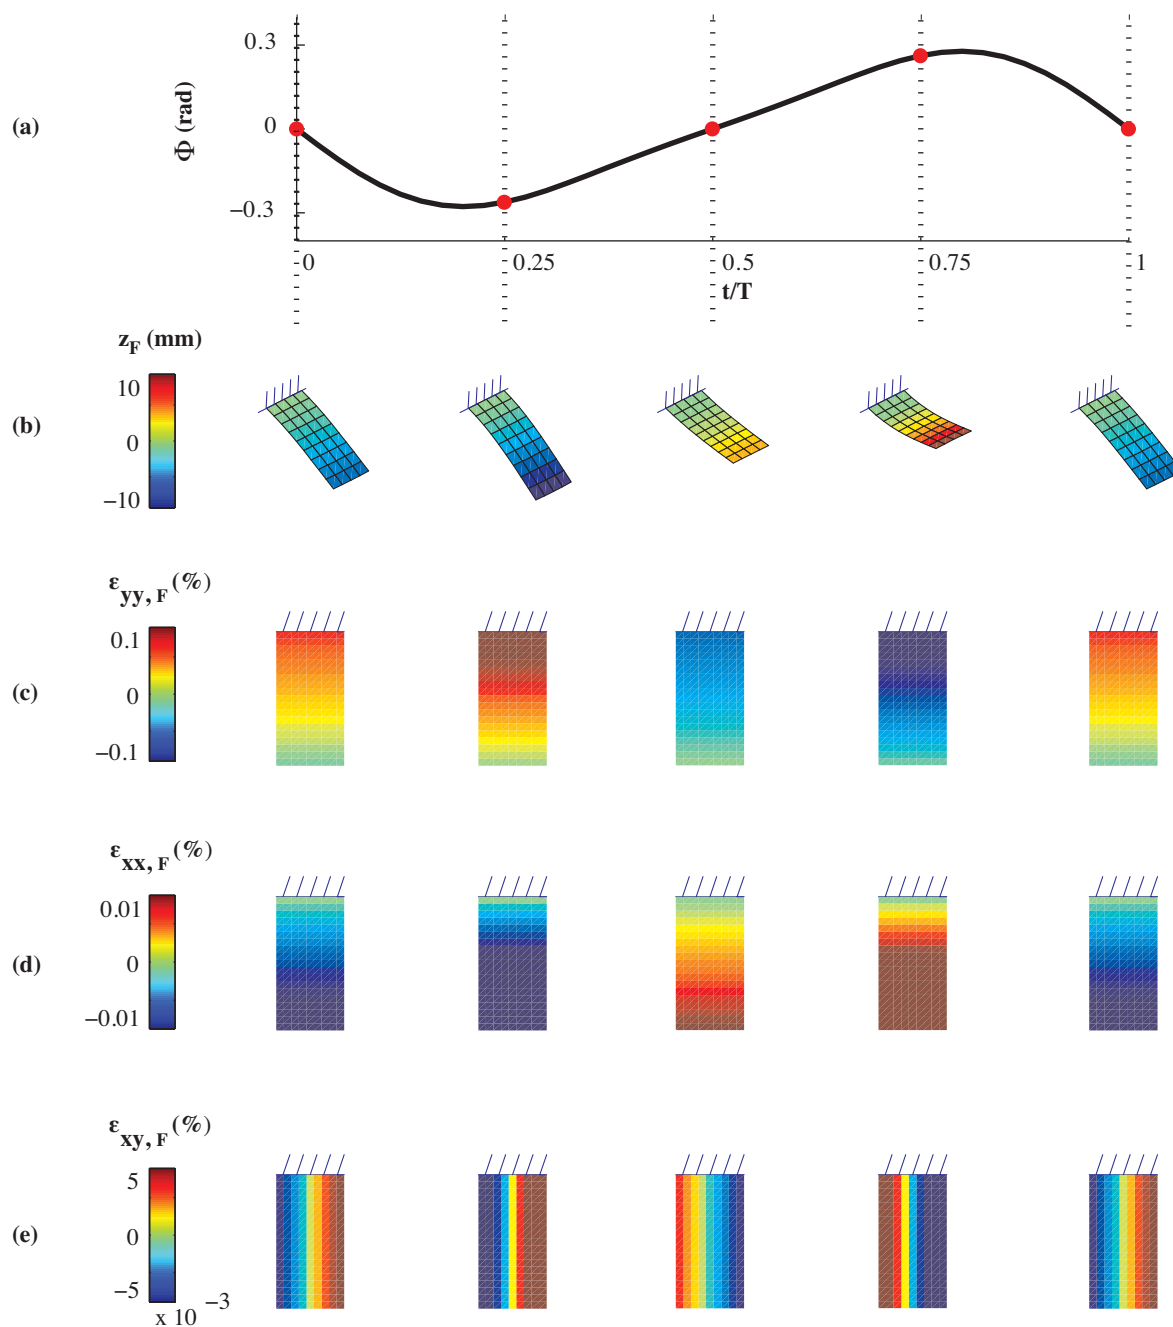 (a)
Φ (rad)
0.3
0
−0.3
0 0.25 0.5 0.75 1
t/T
(b)
z_F (mm)
10
0
−10
(c)
ε_yy, F (%)
0.1
0
−0.1
(d)
ε_xx, F (%)
0.01
0
−0.01
(e)
ε_xy, F (%)
5
0
−5
x 10 −3